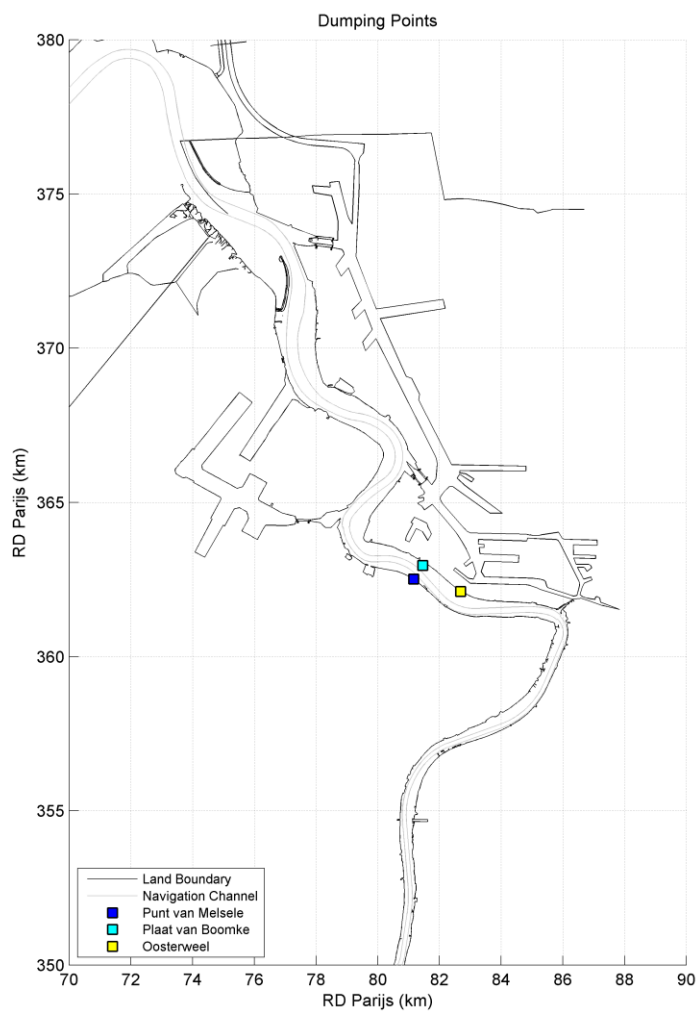 Dumping Points
380
375
370
365
360
355
350
RD Parijs (km)
Land Boundary
Navigation Channel
Punt van Melsele
Plaat van Boomke
Oosterweel
70 72 74 76 78 80 82 84 86 88 90
RD Parijs (km)